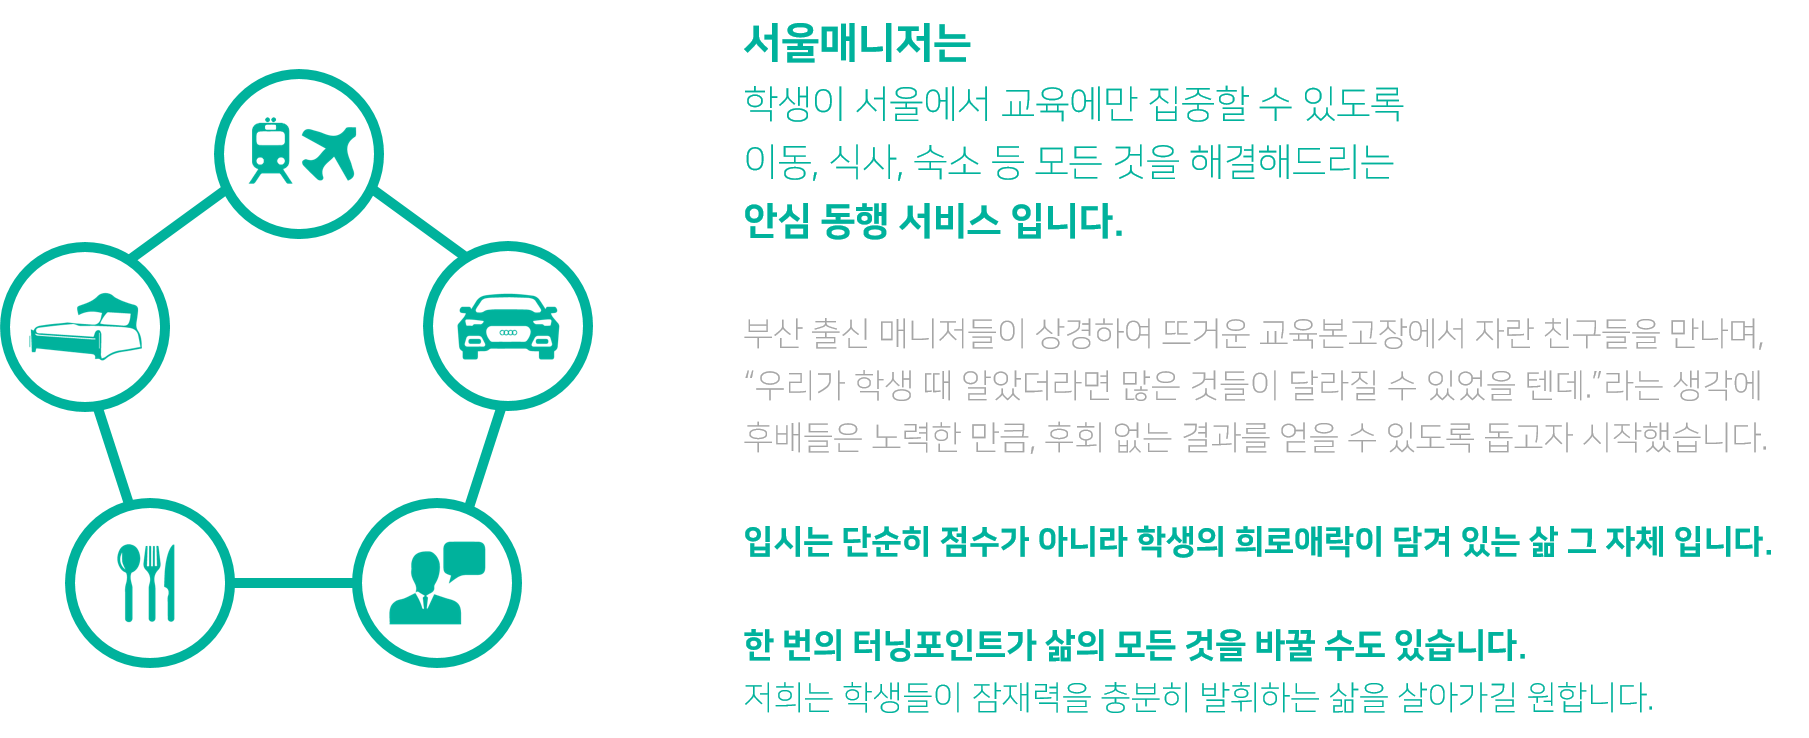 서울매니저는
학생이 서울에서 교육에만 집중할 수 있도록
이동, 식사, 숙소 등 모든 것을 해결해드리는
안심 동행 서비스 입니다.
부산 출신 매니저들이 상경하여 뜨거운 교육본고장에서 자란 친구들을 만나며,
“우리가 학생 때 알았더라면 많은 것들이 달라질 수 있었을 텐데.”라는 생각에
후배들은 노력한 만큼, 후회 없는 결과를 얻을 수 있도록 돕고자 시작했습니다.
입시는 단순히 점수가 아니라 학생의 희로애락이 담겨 있는 삶 그 자체 입니다.
한 번의 터닝포인트가 삶의 모든 것을 바꿀 수도 있습니다.
저희는 학생들이 잠재력을 충분히 발휘하는 삶을 살아가길 원합니다.